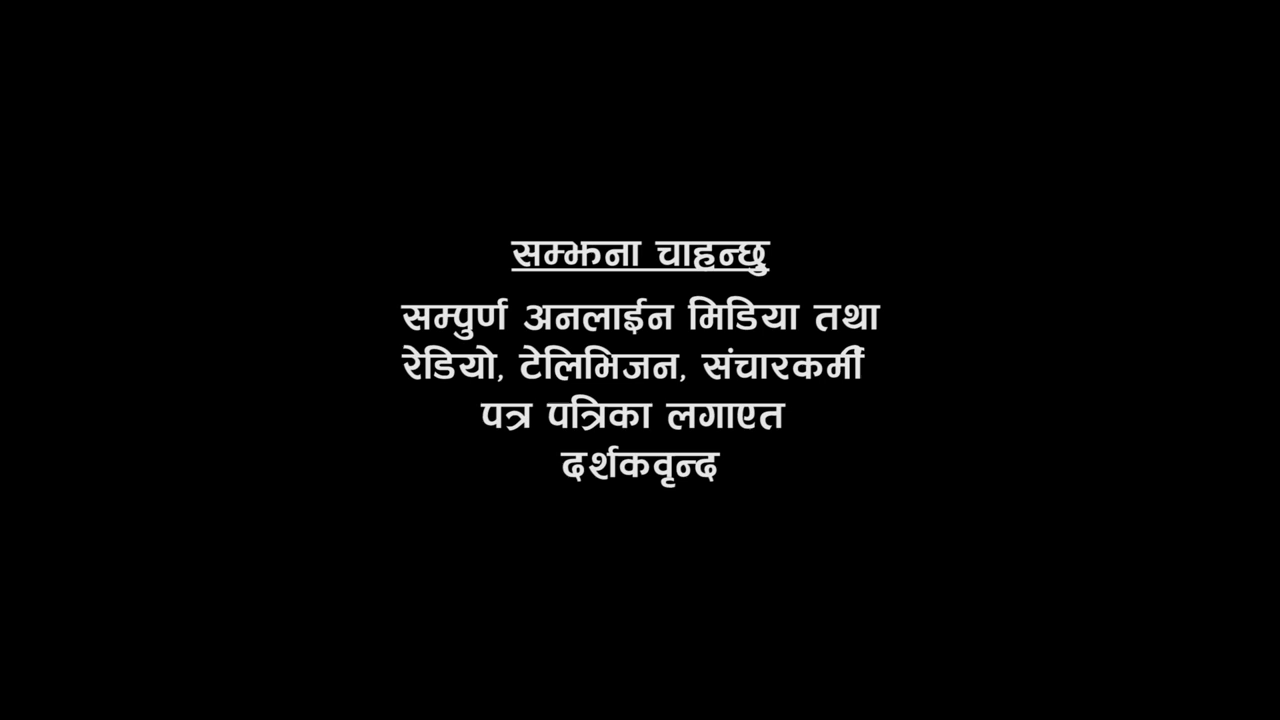 सम्झना चाहन्छु
सम्पुर्ण अनलाईन मिडिया तथा
रेडियो, टेलिभिजन, संचारकर्मी
पत्र पत्रिका लगाएत
दर्शकवृन्द